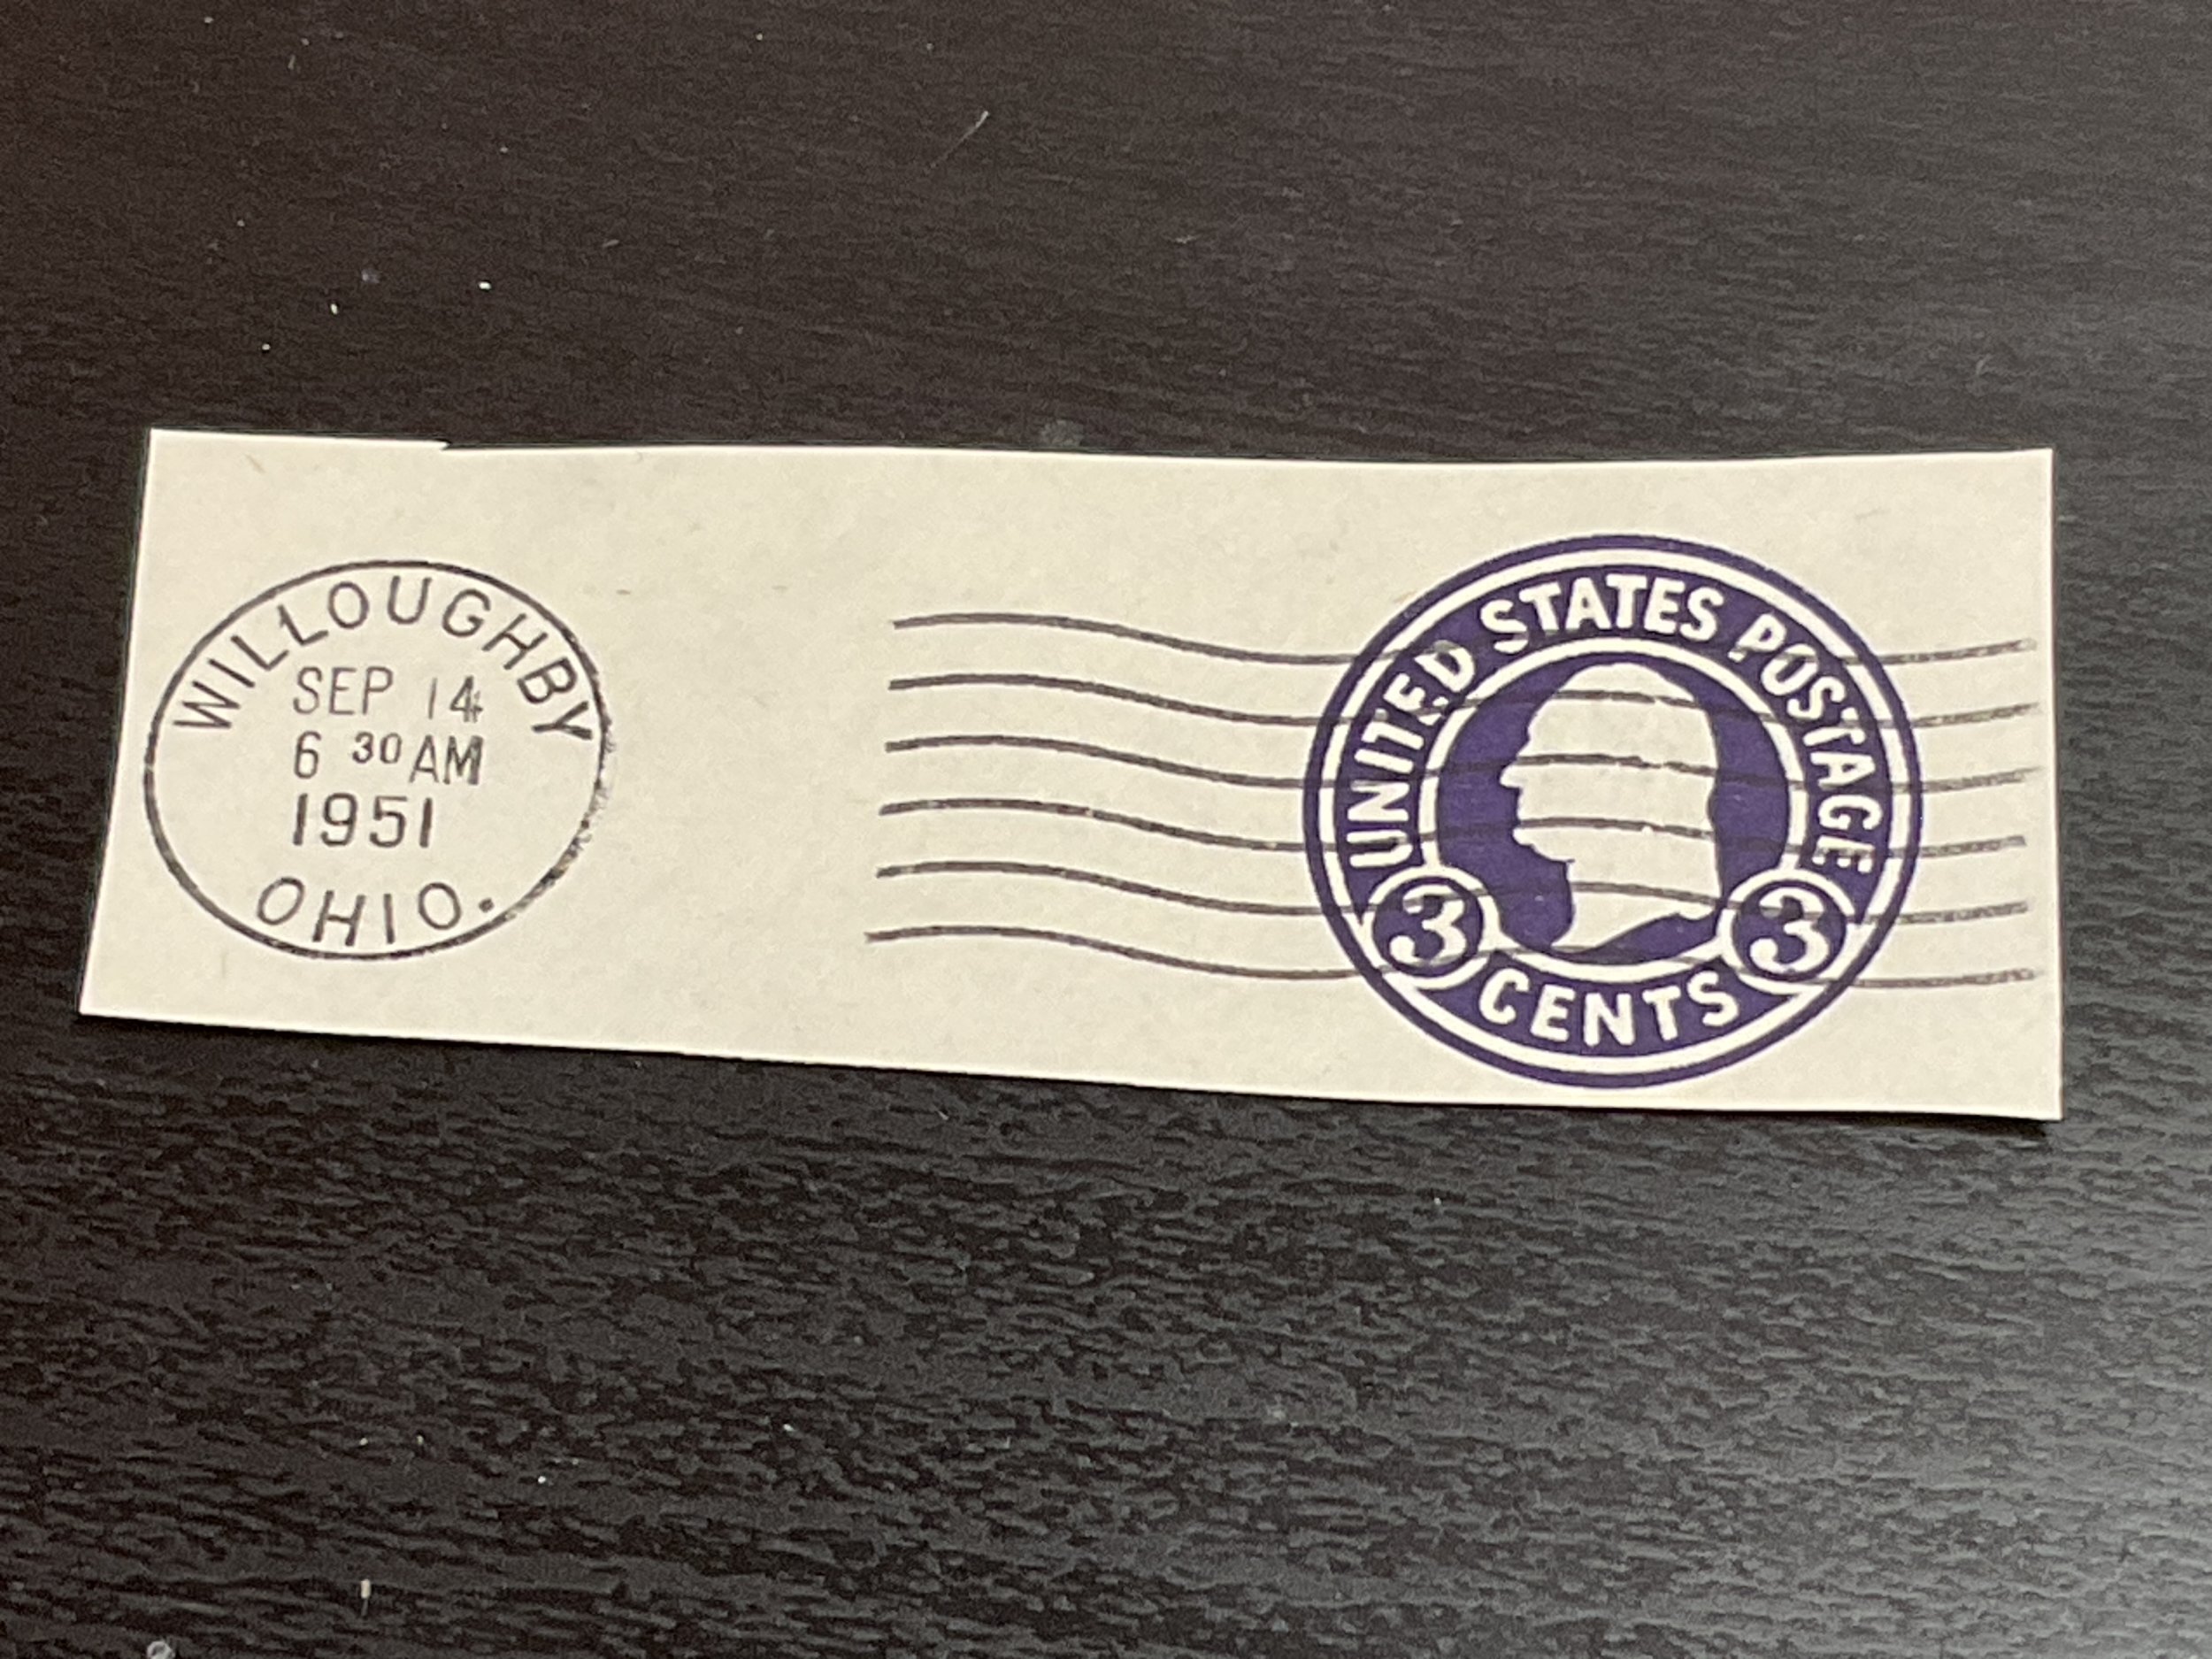 WILLOUGHBY
SEP 14
6 30 AM
1951
OHIO.
UNITED STATES POSTAGE
3 CENTS 3